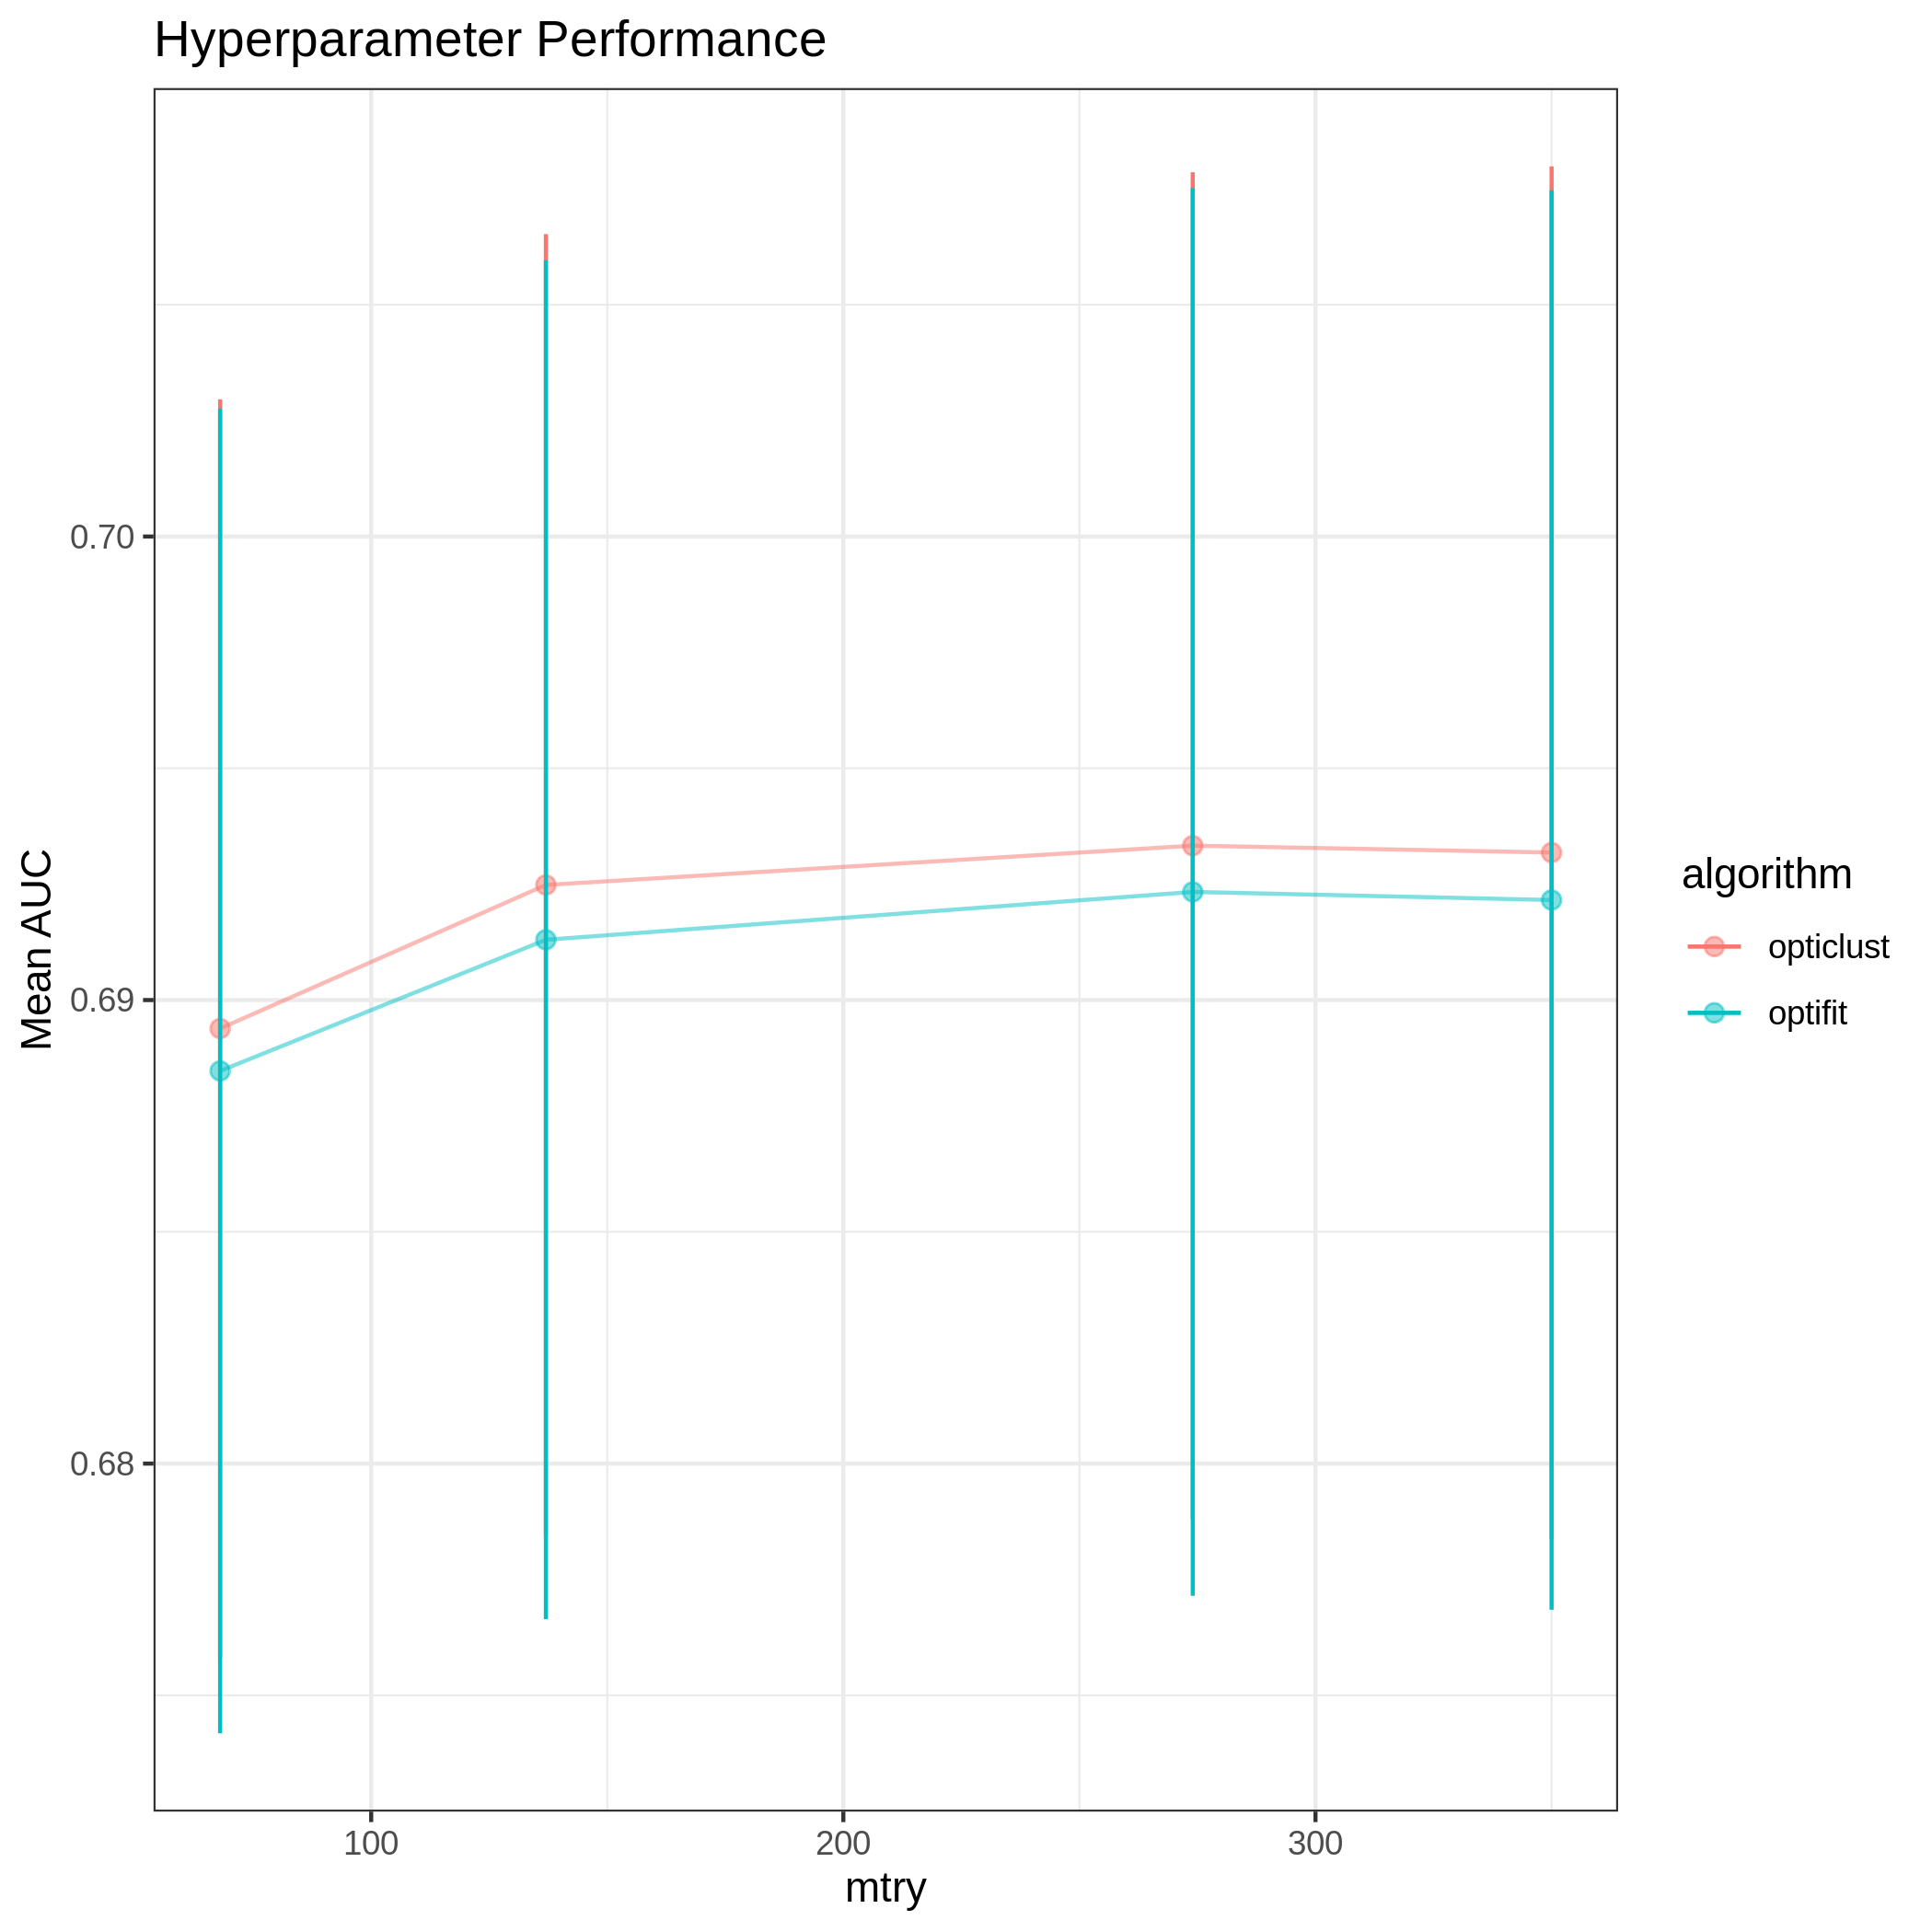 Hyperparameter Performance
0.70
0.69
0.68
Mean AUC
100 200 300
mtry
algorithm
opticlust
optifit